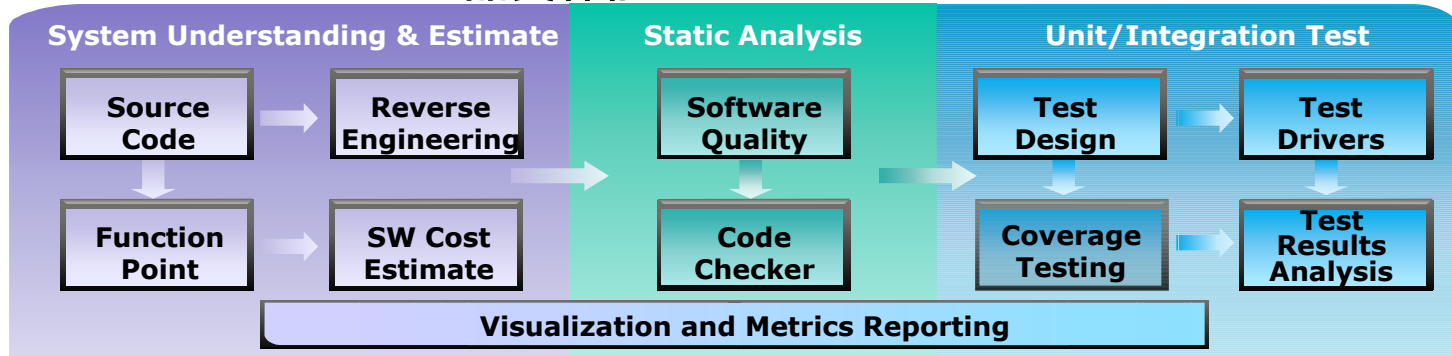 System Understanding & Estimate
Static Analysis
Unit/Integration Test
Source
Code
Reverse
Engineering
Software
Quality
Test
Design
Test
Drivers
Function
Point
SW Cost
Estimate
Code
Checker
Coverage
Testing
Test
Results
Analysis
Visualization and Metrics Reporting